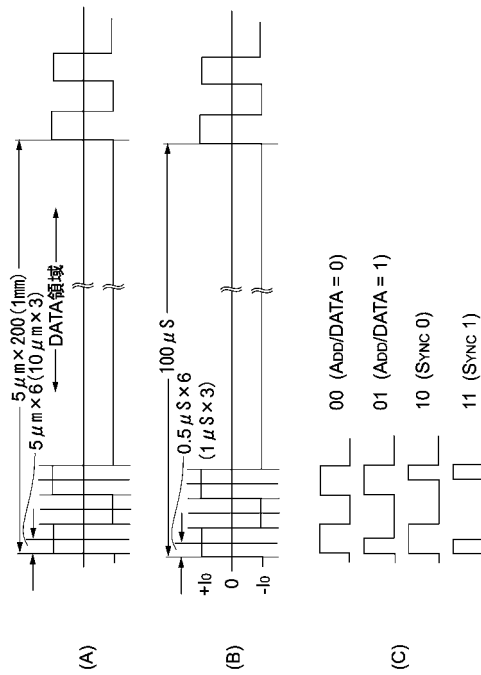 (A)
5μm×200(1mm)
5μm×6(10μm×3)
DATA領域
(B)
100μS
0.5μS×6
(1μS×3)
+I0
0
-I0
(C)
00 (ADD/DATA = 0)
01 (ADD/DATA = 1)
10 (SYNC 0)
11 (SYNC 1)